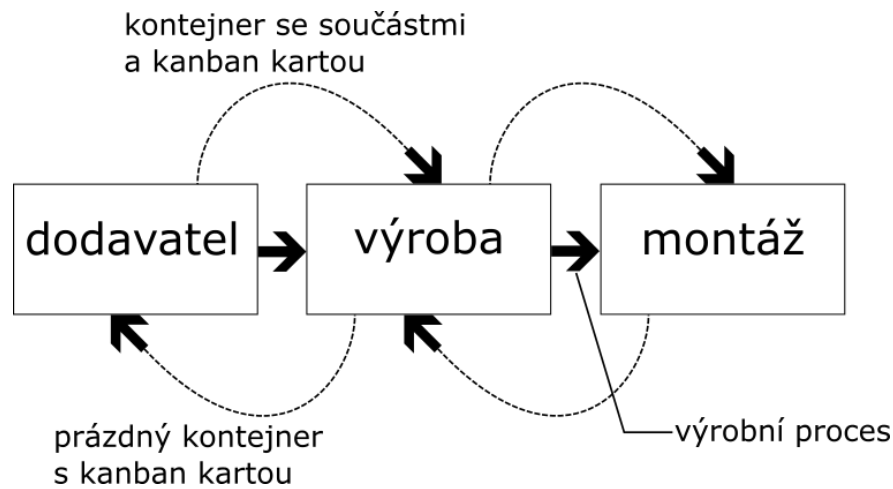 kontejner se součástmi
a kanban kartou
dodavatel
výroba
montáž
prázdný kontejner
s kanban kartou
výrobní proces